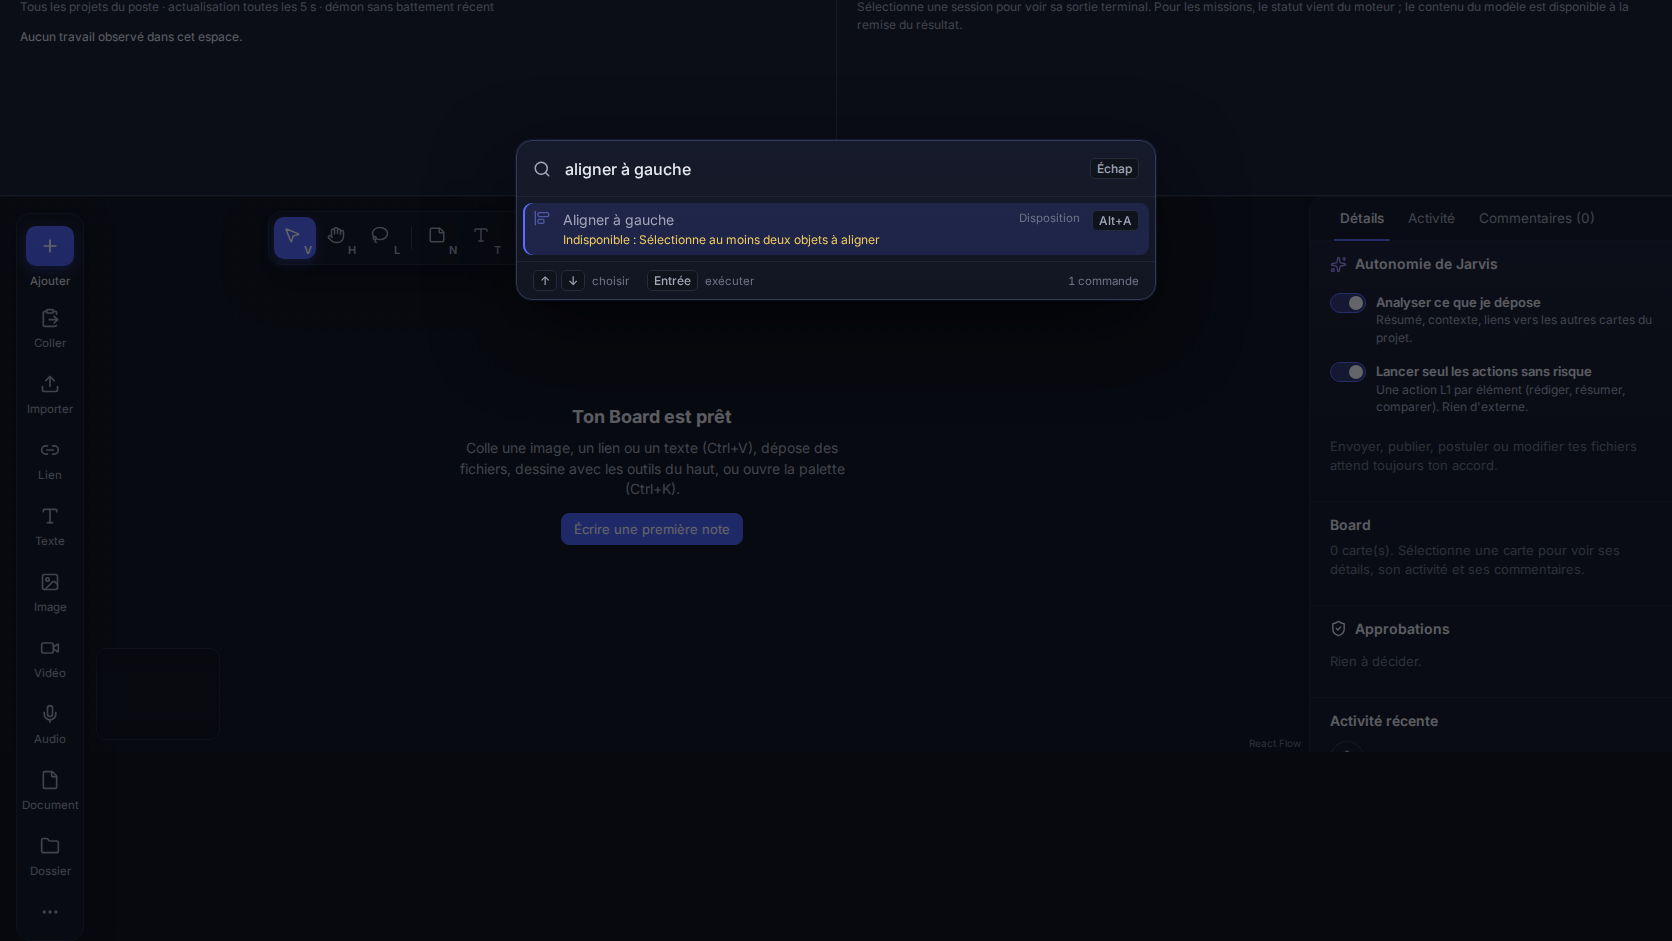 Tous les projets du poste · actualisation toutes les 5 s · démon sans battement récent
Aucun travail observé dans cet espace.
Sélectionne une session pour voir sa sortie terminal. Pour les missions, le statut vient du moteur ; le contenu du modèle est disponible à la
remise du résultat.
aligner à gauche
Échap
Aligner à gauche
Disposition
Alt+A
Indisponible : Sélectionne au moins deux objets à aligner
↑ ↓ choisir Entrée exécuter
1 commande
V
H
L
N
T
Ajouter
Coller
Importer
Lien
Texte
Image
Vidéo
Audio
Document
Dossier
Ton Board est prêt
Colle une image, un lien ou un texte (Ctrl+V), dépose des
fichiers, dessine avec les outils du haut, ou ouvre la palette
(Ctrl+K).
Écrire une première note
React Flow
Détails
Activité
Commentaires (0)
Autonomie de Jarvis
Analyser ce que je dépose
Résumé, contexte, liens vers les autres cartes du
projet.
Lancer seul les actions sans risque
Une action L1 par élément (rédiger, résumer,
comparer). Rien d'externe.
Envoyer, publier, postuler ou modifier tes fichiers
attend toujours ton accord.
Board
0 carte(s). Sélectionne une carte pour voir ses
détails, son activité et ses commentaires.
Approbations
Rien à décider.
Activité récente